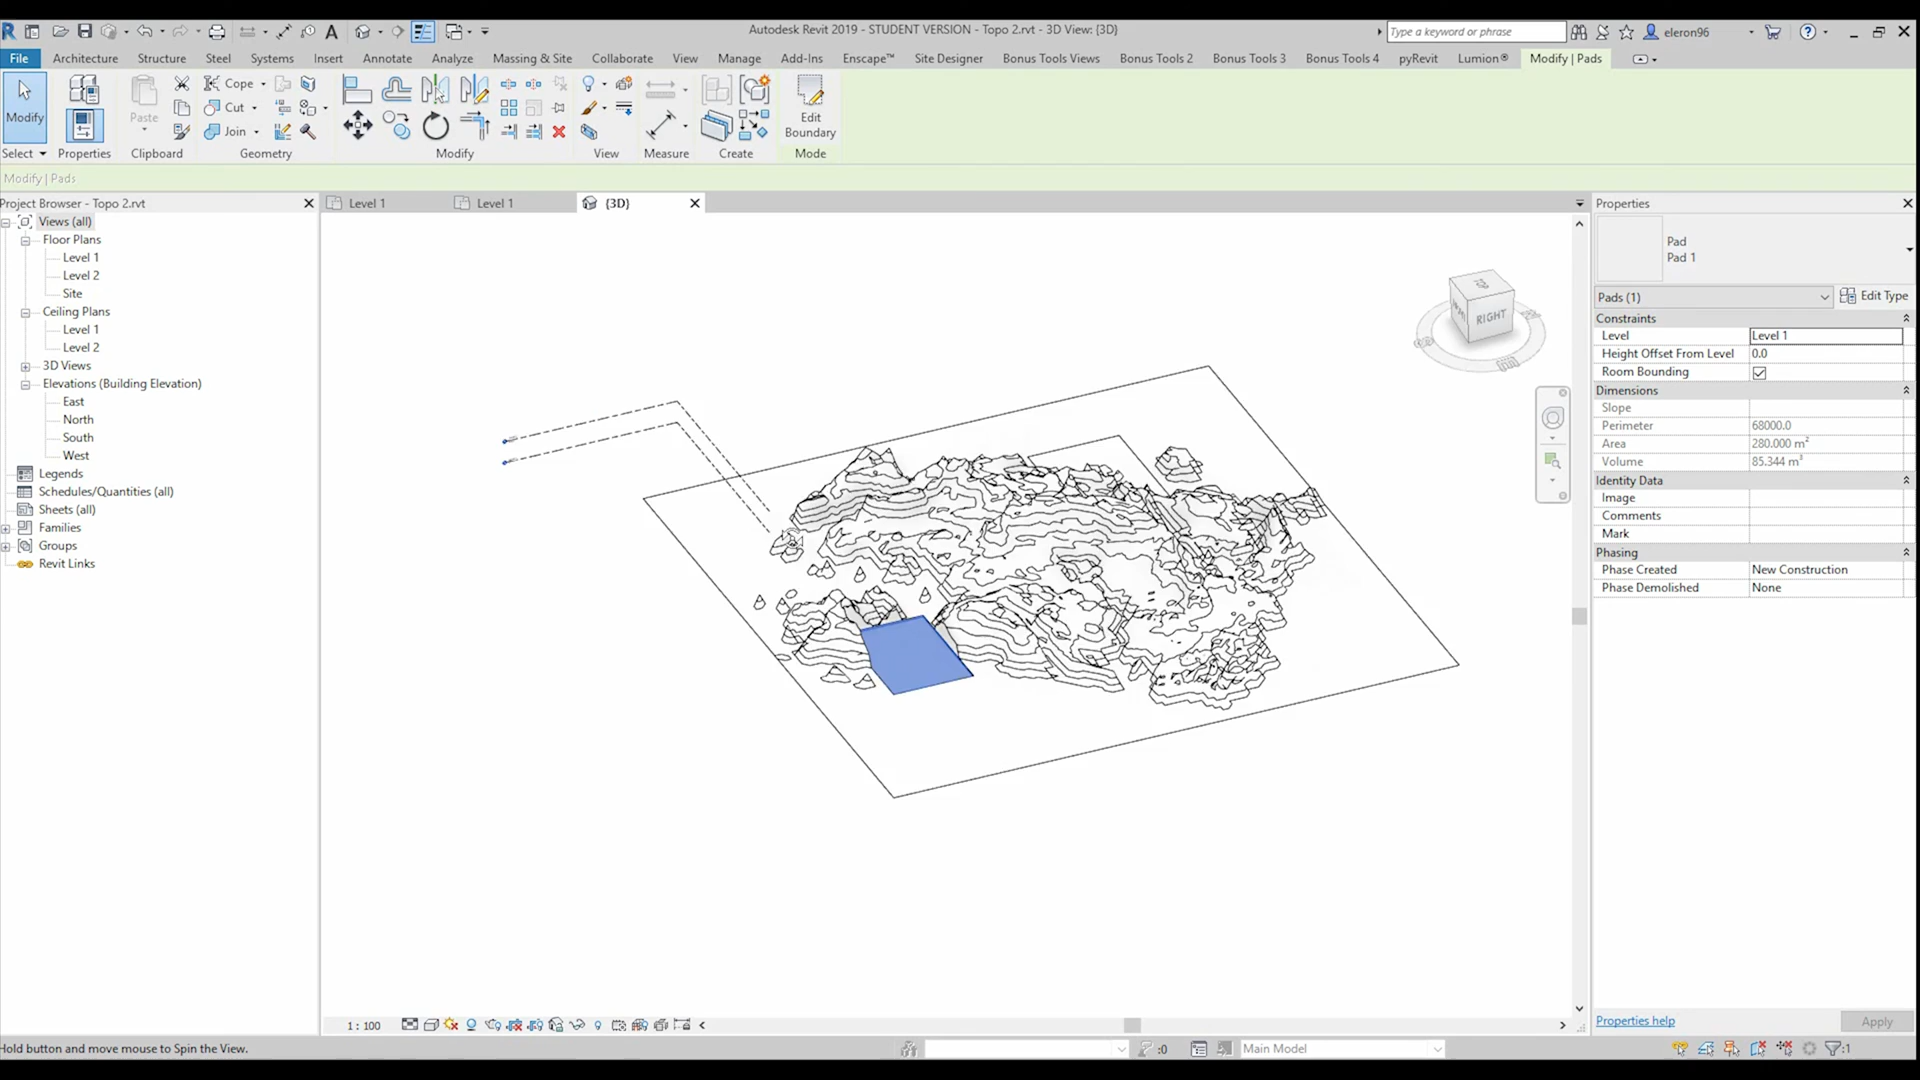 Autodesk Revit 2019 - STUDENT VERSION - Topo 2.rvt - 3D View: {3D}
Type a keyword or phrase
eleron96
File Architecture Structure Steel Systems Insert Annotate Analyze Massing & Site Collaborate View Manage Add-Ins Enscape™ Site Designer Bonus Tools Views Bonus Tools 2 Bonus Tools 3 Bonus Tools 4 pyRevit Lumion® Modify | Pads
Modify
Paste
Cope
Cut
Join
Edit
Boundary
Select Properties Clipboard Geometry Modify View Measure Create Mode
Modify | Pads
Project Browser - Topo 2.rvt
Views (all)
Floor Plans
Level 1
Level 2
Site
Ceiling Plans
Level 1
Level 2
3D Views
Elevations (Building Elevation)
East
North
South
West
Legends
Schedules/Quantities (all)
Sheets (all)
Families
Groups
Revit Links
Level 1
Level 1
{3D}
TOP
RIGHT
Properties
Pad
Pad 1
Pads (1)
Edit Type
Constraints
Level Level 1
Height Offset From Level 0.0
Room Bounding
Dimensions
Slope
Perimeter 68000.0
Area 280.000 m²
Volume 85.344 m³
Identity Data
Image
Comments
Mark
Phasing
Phase Created New Construction
Phase Demolished None
Properties help
Apply
1 : 100
Hold button and move mouse to Spin the View.
:0
Main Model
:1